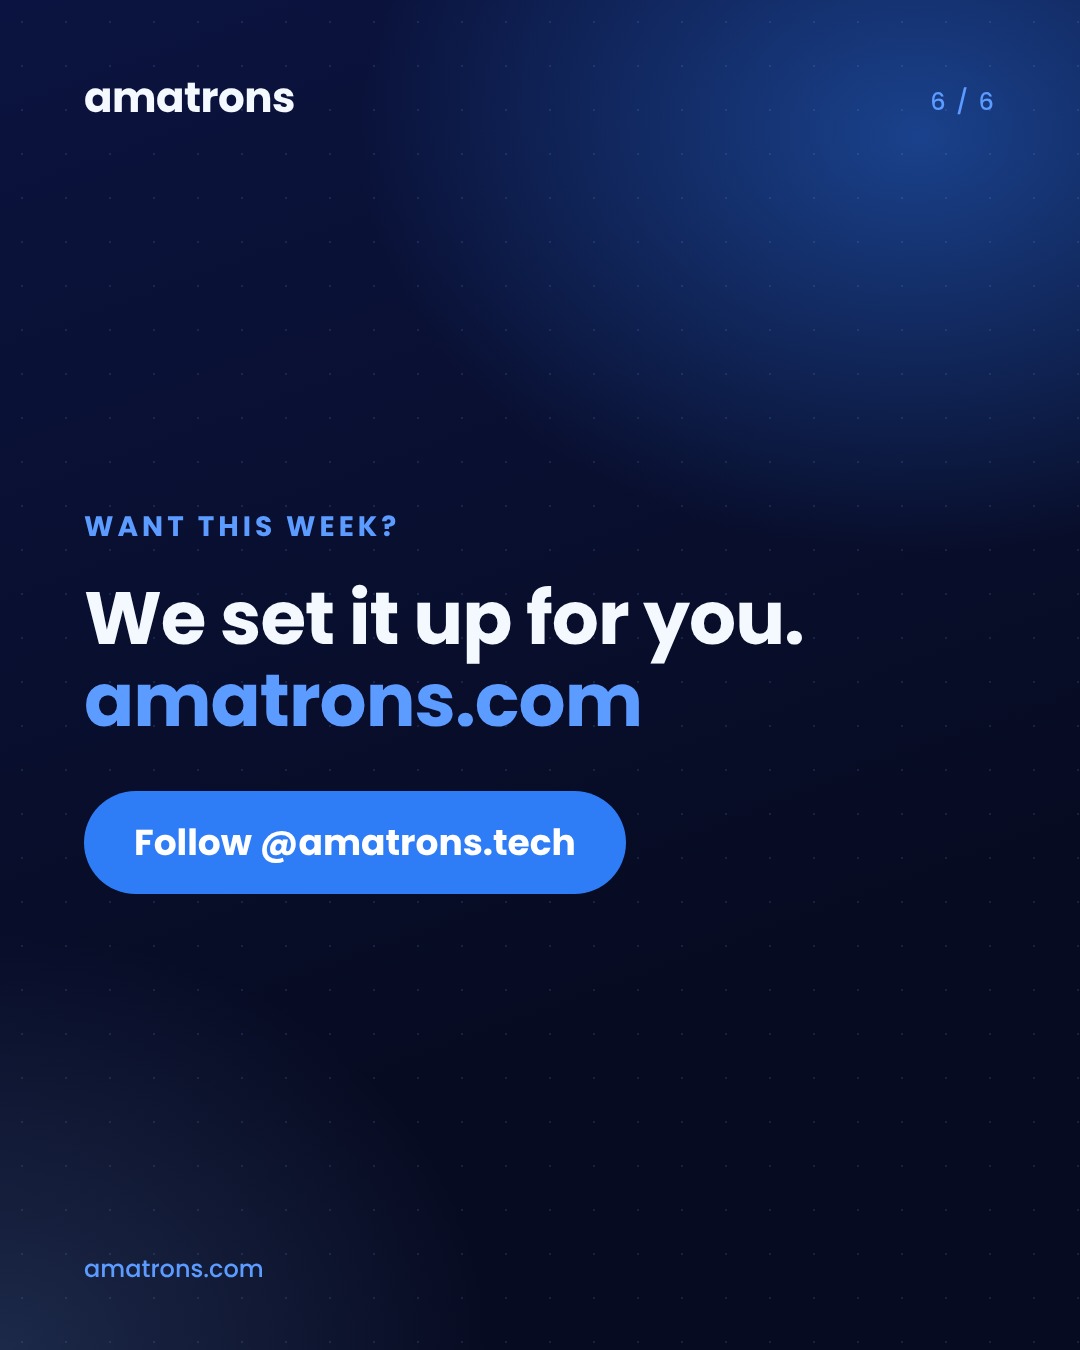 amatrons
6 / 6
WANT THIS WEEK?
We set it up for you.
amatrons.com
Follow @amatrons.tech
amatrons.com